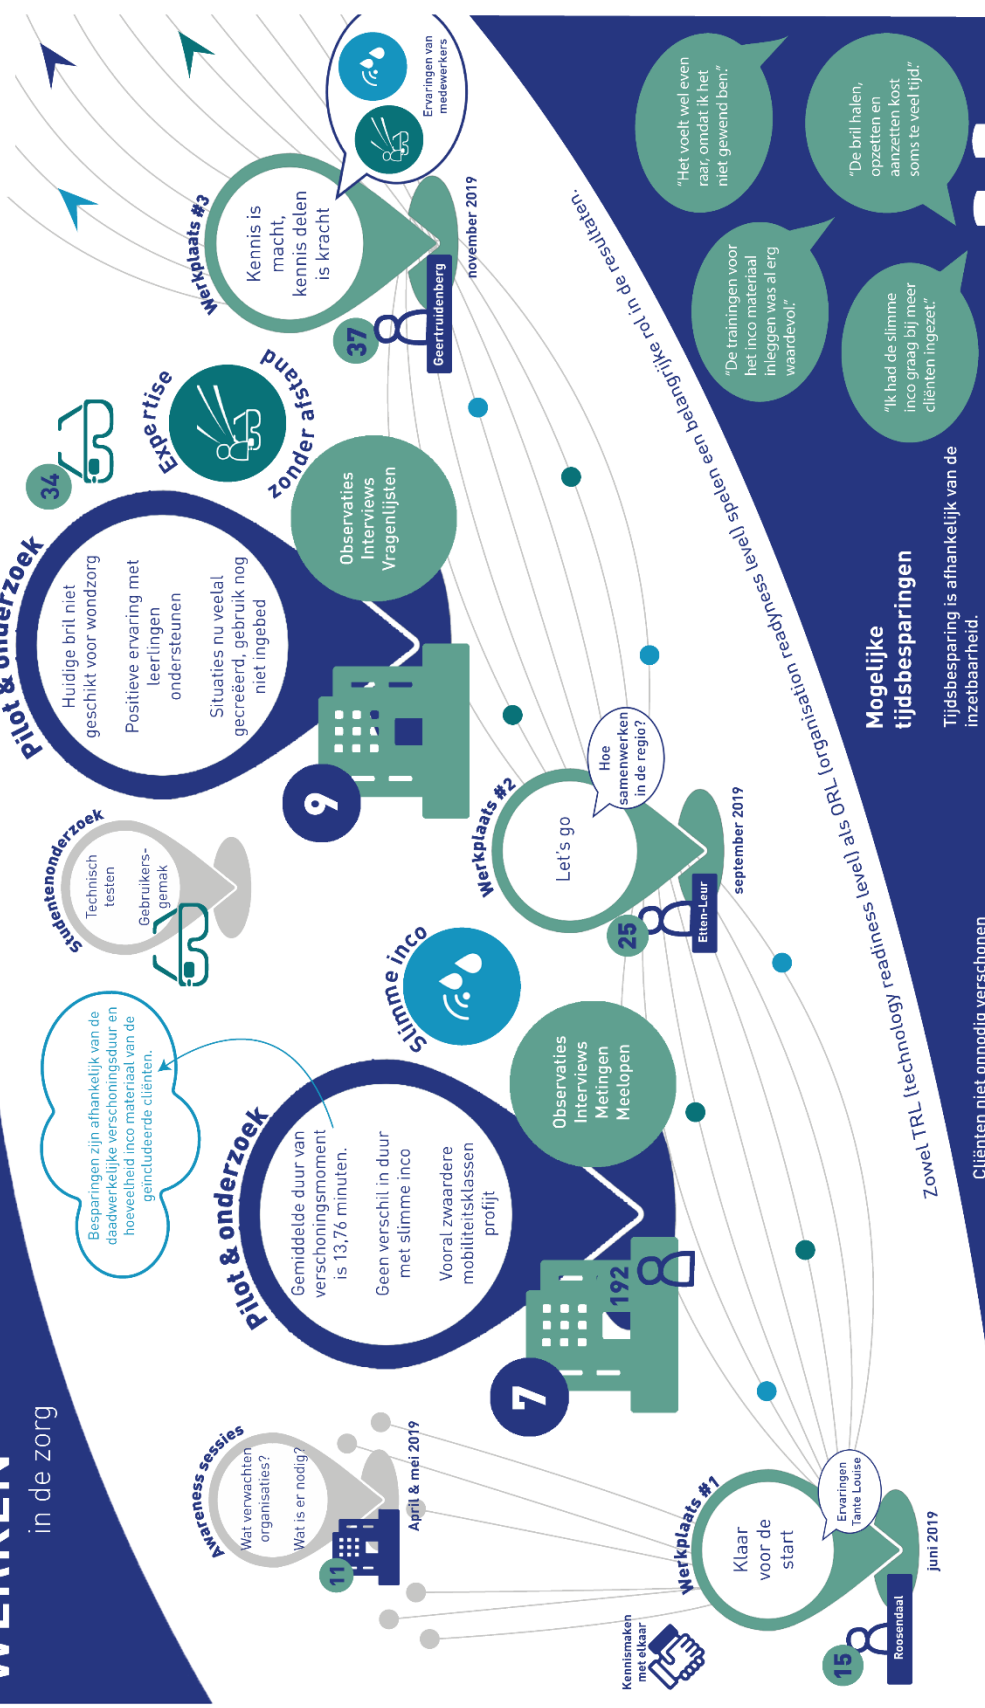 in de zorg
Awareness sessies
Wat verwachten
organisaties?
Wat is er nodig?
11
April & mei 2019
Kennismaken
met elkaar
Werkplaats #1
Klaar
voor de
start
Ervaringen
Tante Louise
15
Roosendaal
juni 2019
Besparingen zijn afhankelijk van de
daadwerkelijke verschoningsduur en
hoeveelheid inco materiaal van de
geïncludeerde cliënten.
Pilot & onderzoek
Gemiddelde duur van
verschoningsmoment
is 13,76 minuten.
Geen verschil in duur
met slimme inco
Vooral zwaardere
mobiliteitsklassen
profijt
Slimme inco
Observaties
Interviews
Metingen
Meelopen
7
192
Studentenonderzoek
Technisch
testen
Gebruikers-
gemak
Werkplaats #2
Let's go
Hoe
samenwerken
in de regio?
25
Etten-Leur
september 2019
Pilot & onderzoek
Huidige bril niet
geschikt voor wondzorg
Positieve ervaring met
leerlingen
ondersteunen
Situaties nu veelal
gecreëerd, gebruik nog
niet ingebed
34
Expertise
zonder afstand
Observaties
Interviews
Vragenlijsten
9
Werkplaats #3
Kennis is
macht,
kennis delen
is kracht
Ervaringen van
medewerkers
37
Geertruidenberg
november 2019
Zowel TRL (technology readiness level) als ORL (organisation readyness level) spelen een belangrijke rol in de resultaten.
Cliënten niet onnodig verschonen
Mogelijke
tijdsbesparingen
Tijdsbesparing is afhankelijk van de
inzetbaarheid.
"Het voelt wel even
raar, omdat ik het
niet gewend ben."
"De trainingen voor
het inco materiaal
inleggen was al erg
waardevol."
"De bril halen,
opzetten en
aanzetten kost
soms te veel tijd."
"Ik had de slimme
inco graag bij meer
cliënten ingezet."